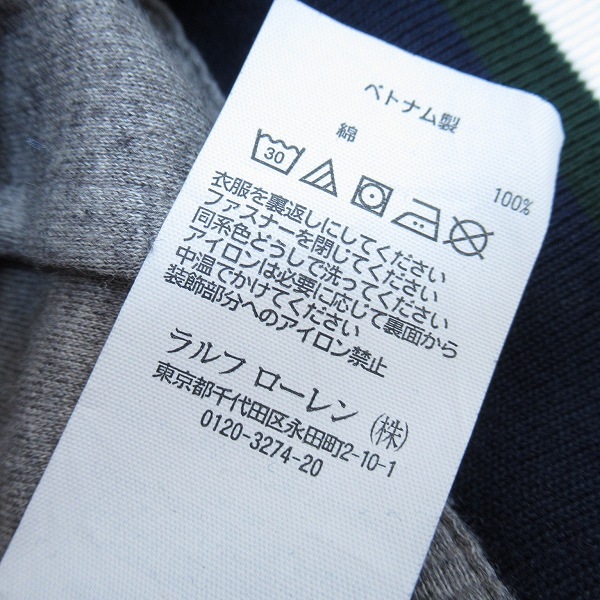 ベトナム製
綿
100%
30
衣服を裏返しにしてください
ファスナーを閉じてください
同系色どうしで洗ってください
アイロンは必要に応じて裏面から
中温でかけてください
装飾部分へのアイロン禁止
ラルフ ローレン (株)
東京都千代田区永田町2-10-1
0120-3274-20